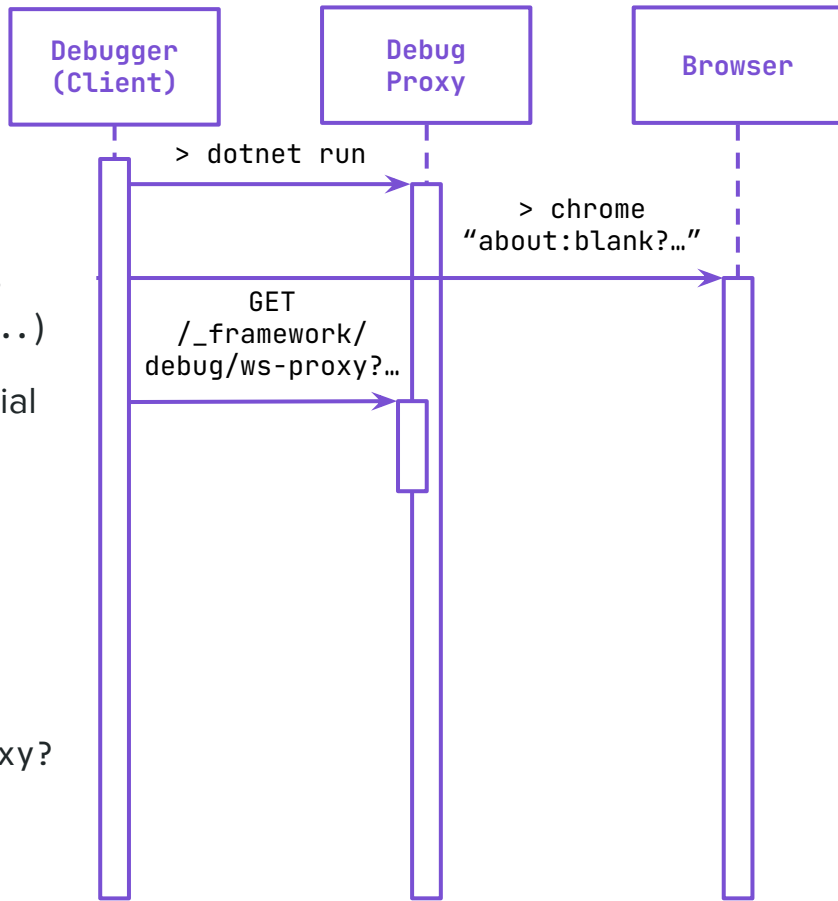 Debugger
(Client)
Debug
Proxy
Browser
> dotnet run
> chrome
“about:blank?…”
GET
/_framework/
debug/ws-proxy?…
..)
ial
xy?